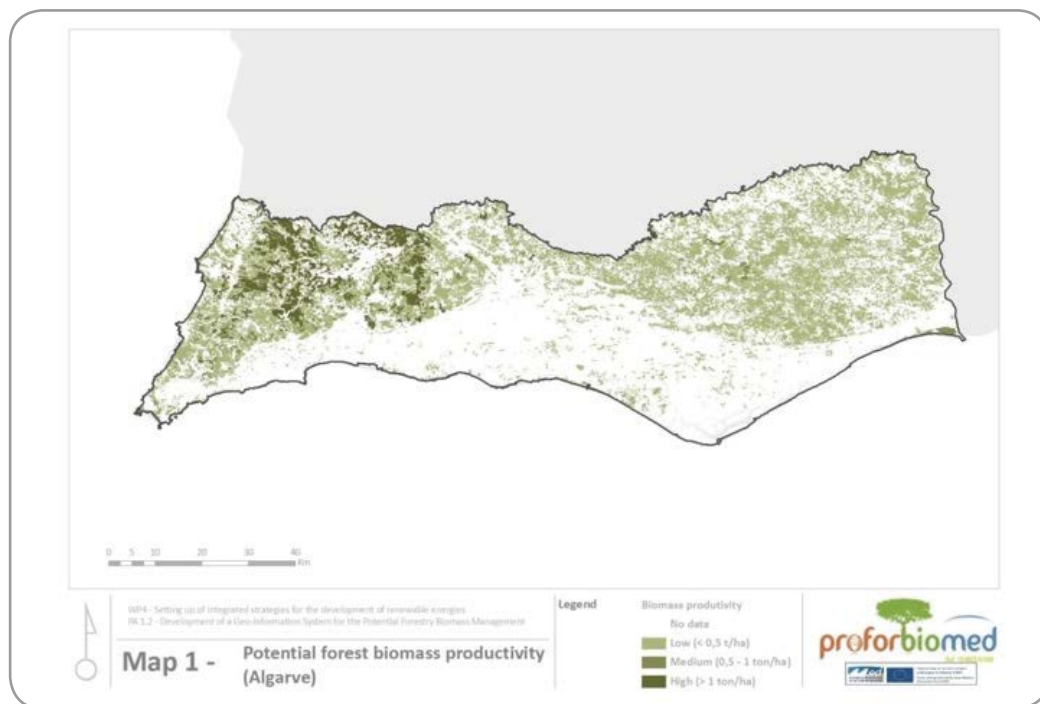 0 5 10 20 30 40
Km
WP4 - Setting up of integrated strategies for the development of renewable energies
PA 1.2 - Development of a Geo-Information System for the Potential Forestry Biomass Management
Map 1 - Potential forest biomass productivity
(Algarve)
Legend
Biomass produtivity
No data
Low (< 0,5 t/ha)
Medium (0,5 - 1 ton/ha)
High (> 1 ton/ha)
proforbiomed